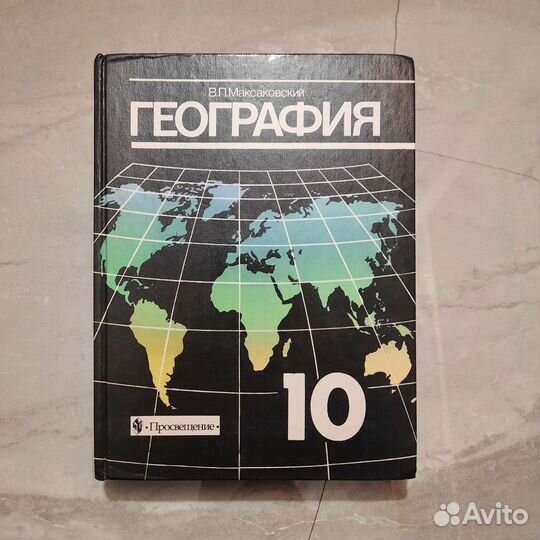 В.П.Максаковский
ГЕОГРАФИЯ
10
• Просвещение •
Avito